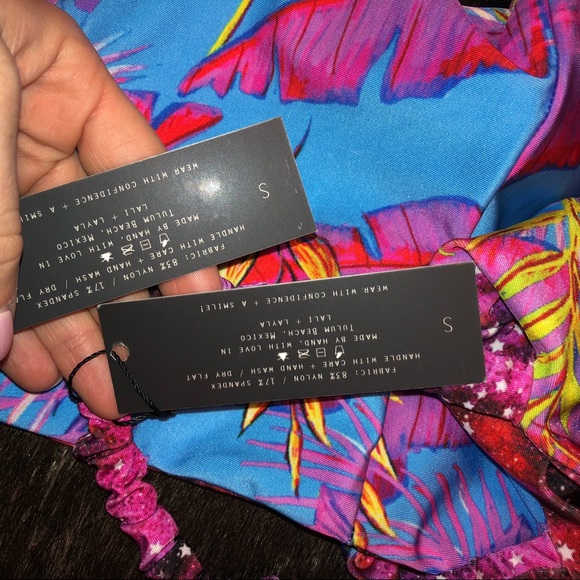 FABRIC: 83% NYLON / 17% SPANDEX
HANDLE WITH CARE + HAND WASH / DRY FLAT
MADE BY HAND, WITH LOVE IN
TULUM BEACH, MEXICO
LALI + LAYLA
WEAR WITH CONFIDENCE + A SMILE
S
FABRIC: 83% NYLON / 17% SPANDEX
HANDLE WITH CARE + HAND WASH / DRY FLAT
MADE BY HAND, WITH LOVE IN
TULUM BEACH, MEXICO
LALI + LAYLA
WEAR WITH CONFIDENCE + A SMILE!
S